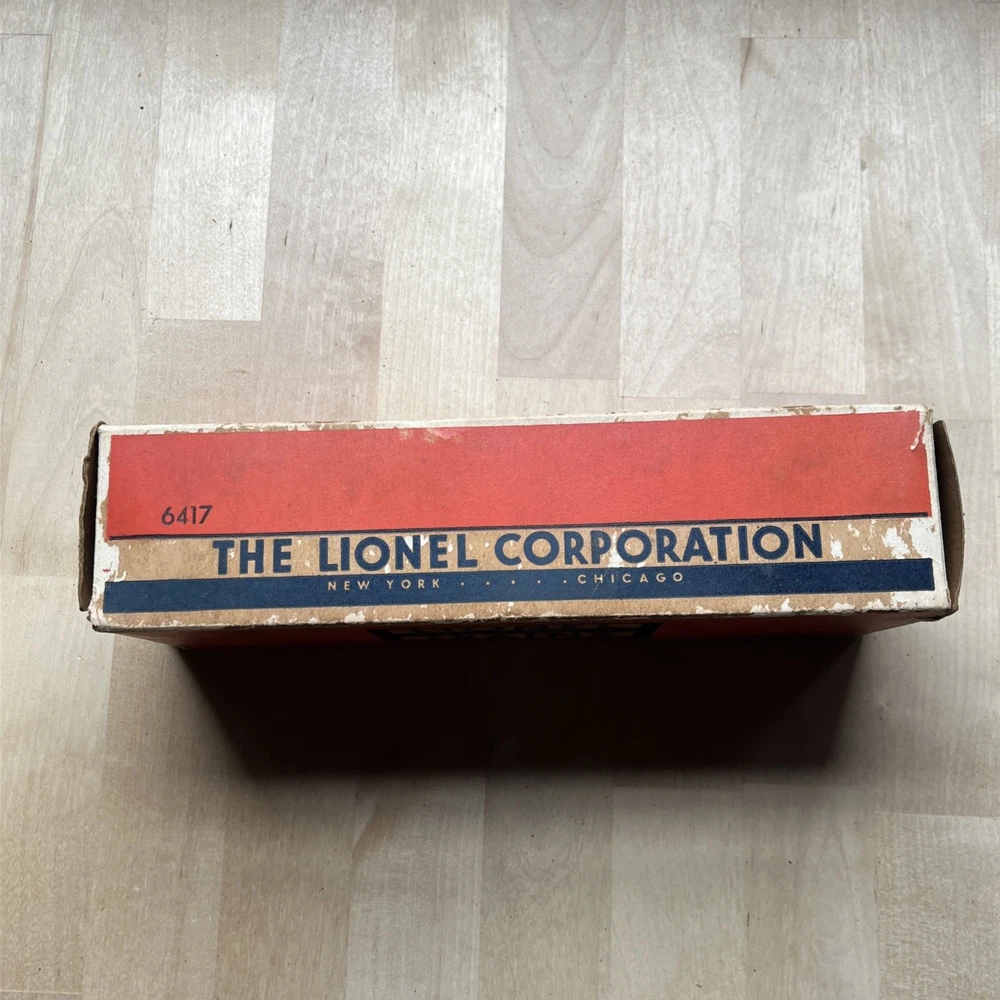 6417
THE LIONEL CORPORATION
NEW YORK · · · · · CHICAGO